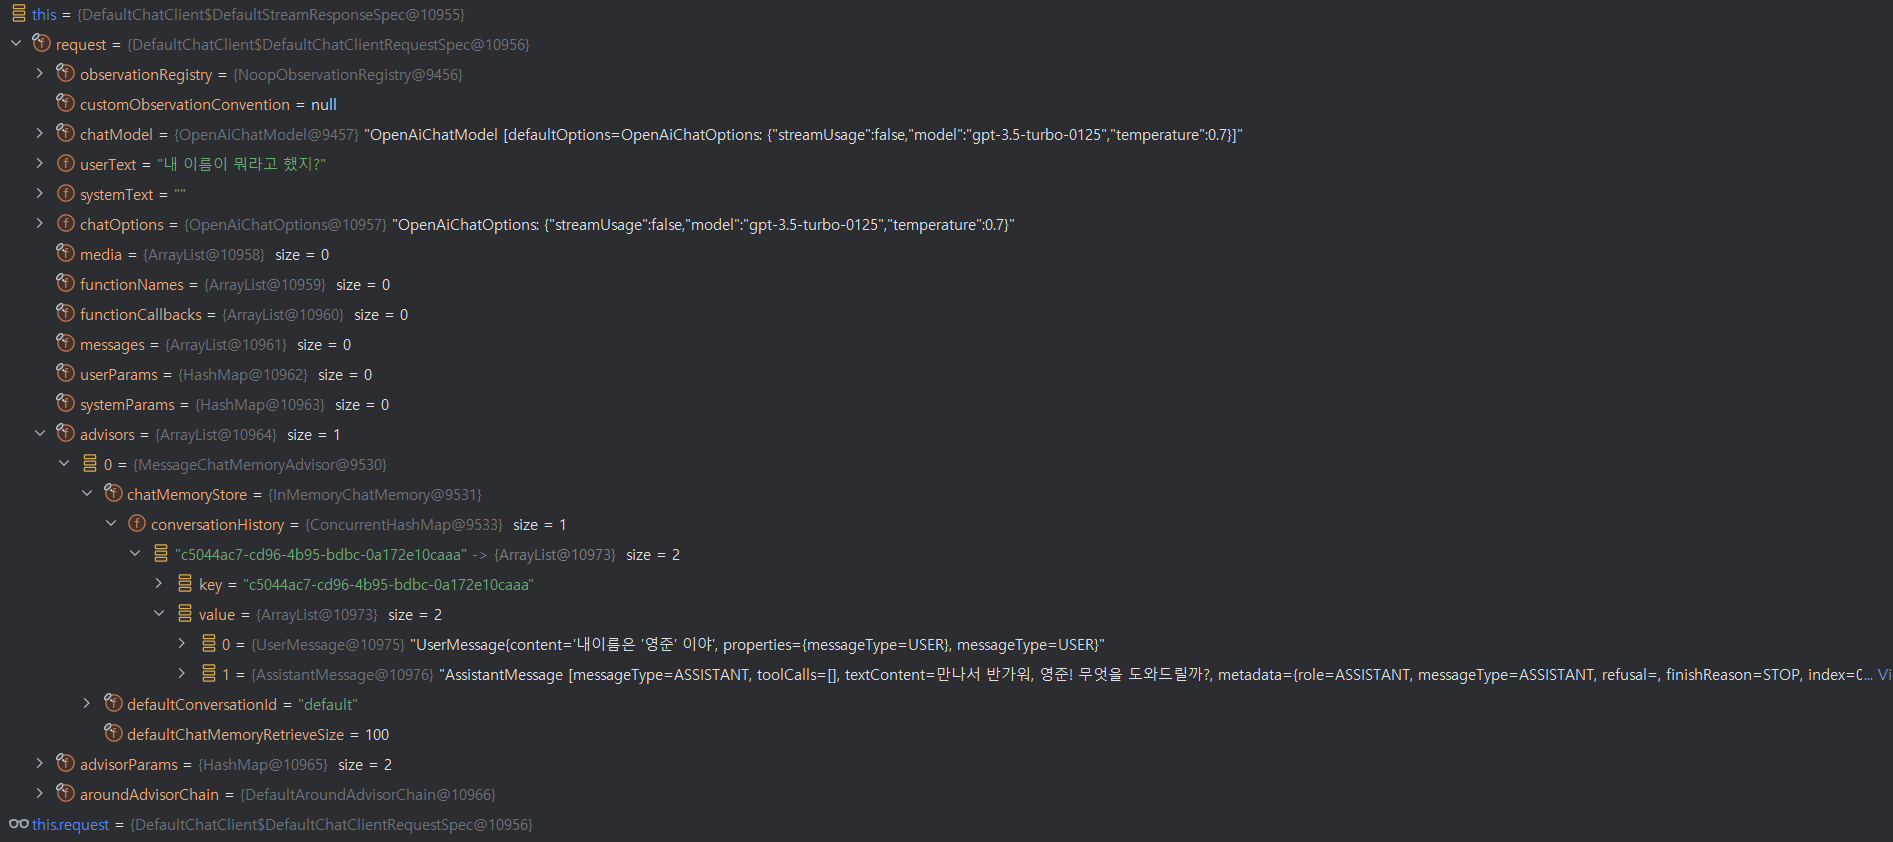 this = {DefaultChatClient$DefaultStreamResponseSpec@10955}
request = {DefaultChatClient$DefaultChatClientRequestSpec@10956}
observationRegistry = {NoopObservationRegistry@9456}
customObservationConvention = null
chatModel = {OpenAiChatModel@9457} "OpenAiChatModel [defaultOptions=OpenAiChatOptions: {"streamUsage":false,"model":"gpt-3.5-turbo-0125","temperature":0.7}]"
userText = "내 이름이 뭐라고 했지?"
systemText = ""
chatOptions = {OpenAiChatOptions@10957} "OpenAiChatOptions: {"streamUsage":false,"model":"gpt-3.5-turbo-0125","temperature":0.7}"
media = {ArrayList@10958} size = 0
functionNames = {ArrayList@10959} size = 0
functionCallbacks = {ArrayList@10960} size = 0
messages = {ArrayList@10961} size = 0
userParams = {HashMap@10962} size = 0
systemParams = {HashMap@10963} size = 0
advisors = {ArrayList@10964} size = 1
0 = {MessageChatMemoryAdvisor@9530}
chatMemoryStore = {InMemoryChatMemory@9531}
conversationHistory = {ConcurrentHashMap@9533} size = 1
"c5044ac7-cd96-4b95-bdbc-0a172e10caaa" -> {ArrayList@10973} size = 2
key = "c5044ac7-cd96-4b95-bdbc-0a172e10caaa"
value = {ArrayList@10973} size = 2
0 = {UserMessage@10975} "UserMessage{content='내이름은 '영준' 이야', properties={messageType=USER}, messageType=USER}"
1 = {AssistantMessage@10976} "AssistantMessage [messageType=ASSISTANT, toolCalls=[], textContent=만나서 반가워, 영준! 무엇을 도와드릴까?, metadata={role=ASSISTANT, messageType=ASSISTANT, refusal=, finishReason=STOP, index=0... Vi
defaultConversationId = "default"
defaultChatMemoryRetrieveSize = 100
advisorParams = {HashMap@10965} size = 2
aroundAdvisorChain = {DefaultAroundAdvisorChain@10966}
this.request = {DefaultChatClient$DefaultChatClientRequestSpec@10956}